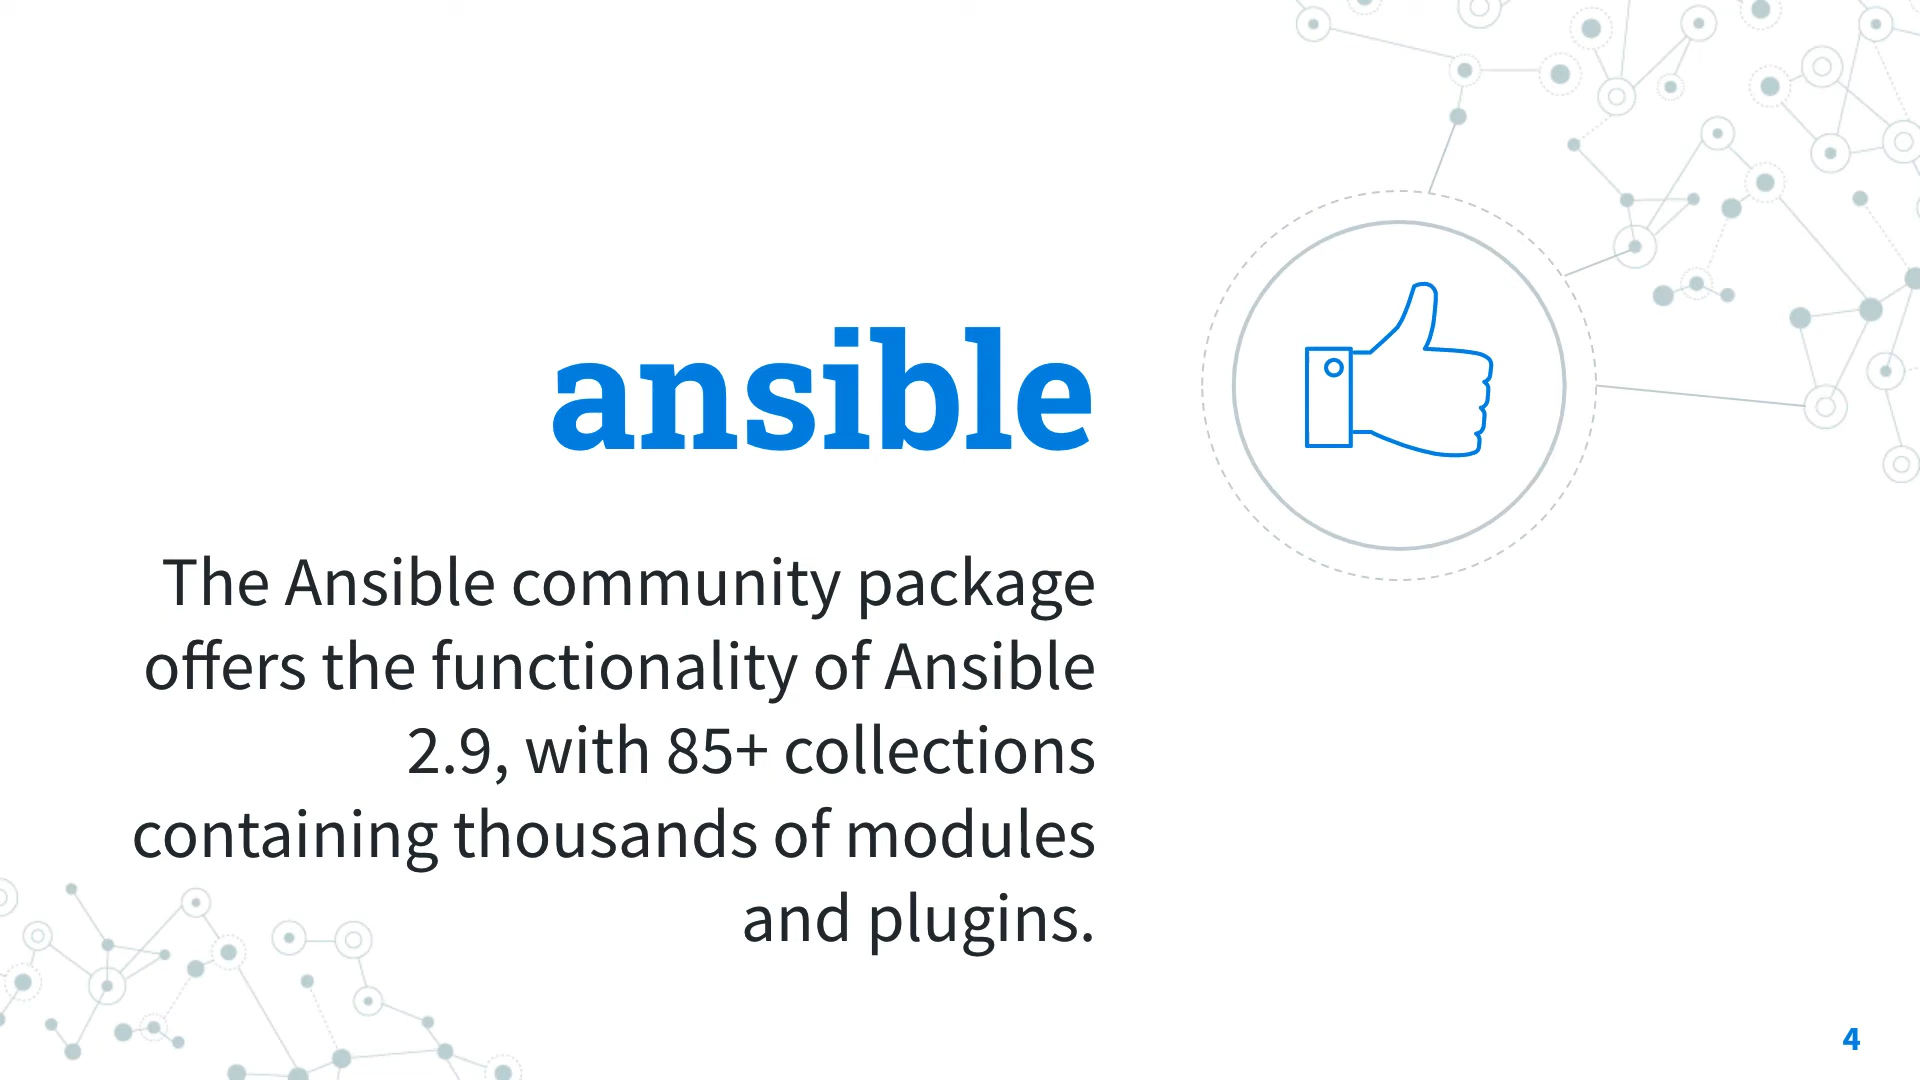 ansible
The Ansible community package
offers the functionality of Ansible
2.9, with 85+ collections
containing thousands of modules
and plugins.
4